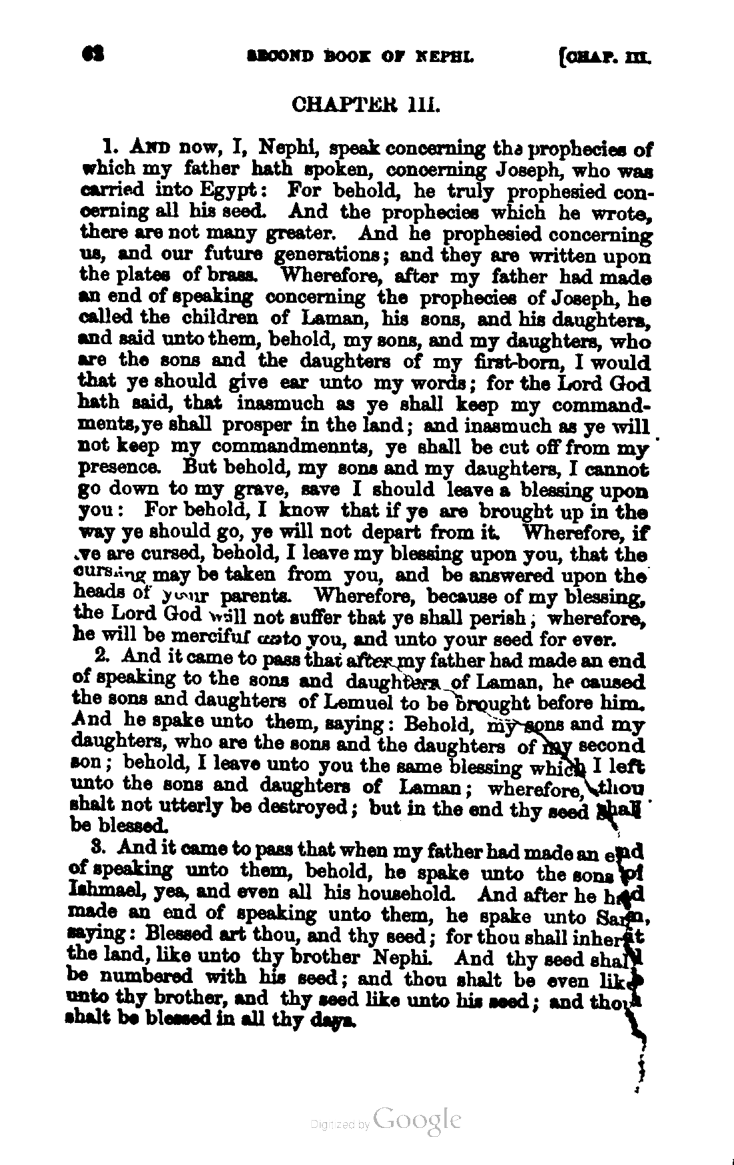 62 SECOND BOOK OF NEPHI. [CHAP. III.
CHAPTER III.
1. AND now, I, Nephi, speak concerning the prophecies of
which my father hath spoken, concerning Joseph, who was
carried into Egypt: For behold, he truly prophesied con-
cerning all his seed. And the prophecies which he wrote,
there are not many greater. And he prophesied concerning
us, and our future generations; and they are written upon
the plates of brass. Wherefore, after my father had made
an end of speaking concerning the prophecies of Joseph, he
called the children of Laman, his sons, and his daughters,
and said unto them, behold, my sons, and my daughters, who
are the sons and the daughters of my first-born, I would
that ye should give ear unto my words; for the Lord God
hath said, that inasmuch as ye shall keep my command-
ments, ye shall prosper in the land; and inasmuch as ye will
not keep my commandmennts, ye shall be cut off from my
presence. But behold, my sons and my daughters, I cannot
go down to my grave, save I should leave a blessing upon
you: For behold, I know that if ye are brought up in the
way ye should go, ye will not depart from it. Wherefore, if
ye are cursed, behold, I leave my blessing upon you, that the
cursing may be taken from you, and be answered upon the
heads of your parents. Wherefore, because of my blessing,
the Lord God will not suffer that ye shall perish; wherefore,
he will be merciful unto you, and unto your seed for ever.
2. And it came to pass that after my father had made an end
of speaking to the sons and daughters of Laman, he caused
the sons and daughters of Lemuel to be brought before him.
And he spake unto them, saying: Behold, my sons and my
daughters, who are the sons and the daughters of my second
son; behold, I leave unto you the same blessing which I left
unto the sons and daughters of Laman; wherefore, thou
shalt not utterly be destroyed; but in the end thy seed shall
be blessed.
3. And it came to pass that when my father had made an end
of speaking unto them, behold, he spake unto the sons of
Ishmael, yea, and even all his household. And after he had
made an end of speaking unto them, he spake unto Sam,
saying: Blessed art thou, and thy seed; for thou shall inherit
the land, like unto thy brother Nephi. And thy seed shall
be numbered with his seed; and thou shalt be even like
unto thy brother, and thy seed like unto his seed; and thou
shalt be blessed in all thy days.
Digitized by Google